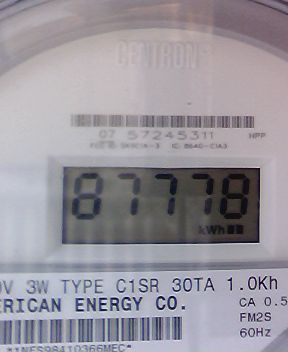 CENTRON
07 57245311 HPP
87778
kWh
V 3W TYPE C1SR 30TA 1.0Kh
ERICAN ENERGY CO. CA 0.5
FM2S
60Hz